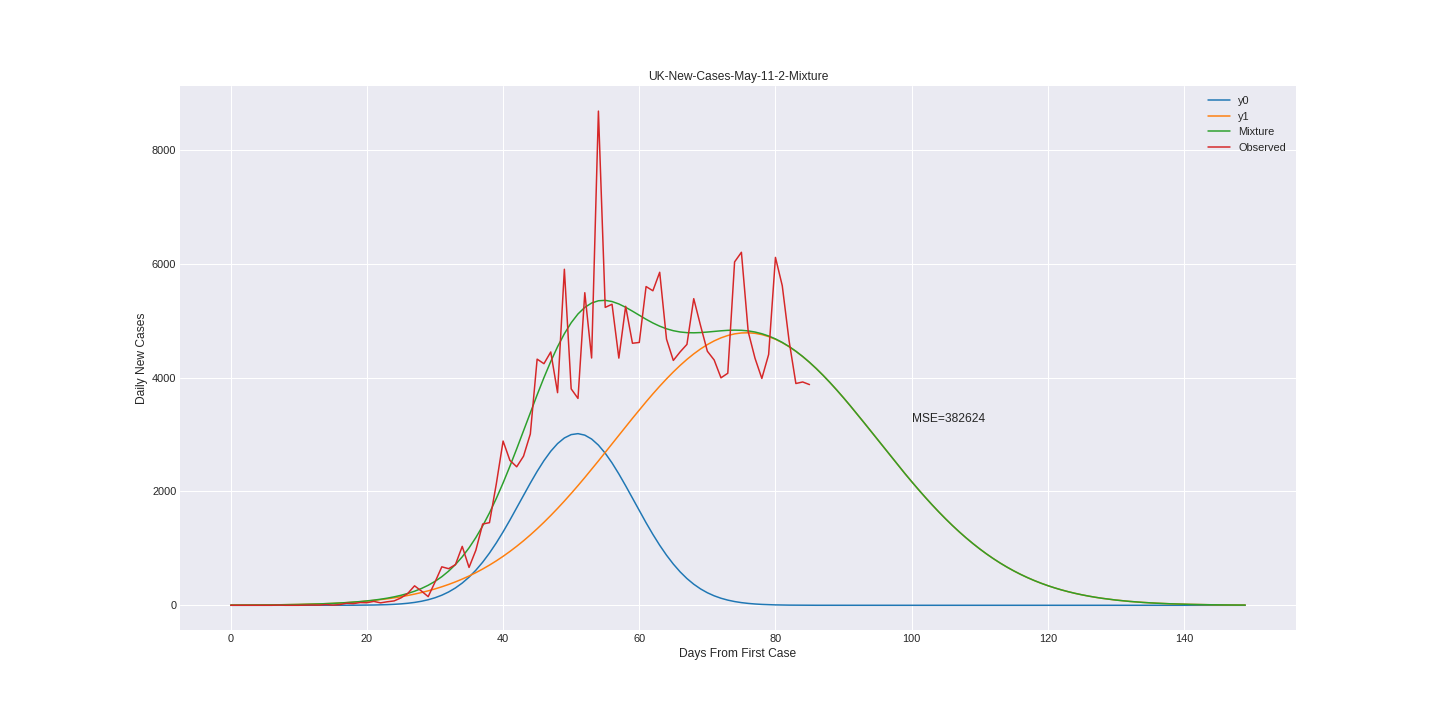 UK-New-Cases-May-11-2-Mixture
y0
y1
Mixture
Observed
8000
6000
4000
2000
0
Daily New Cases
MSE=382624
0 20 40 60 80 100 120 140
Days From First Case